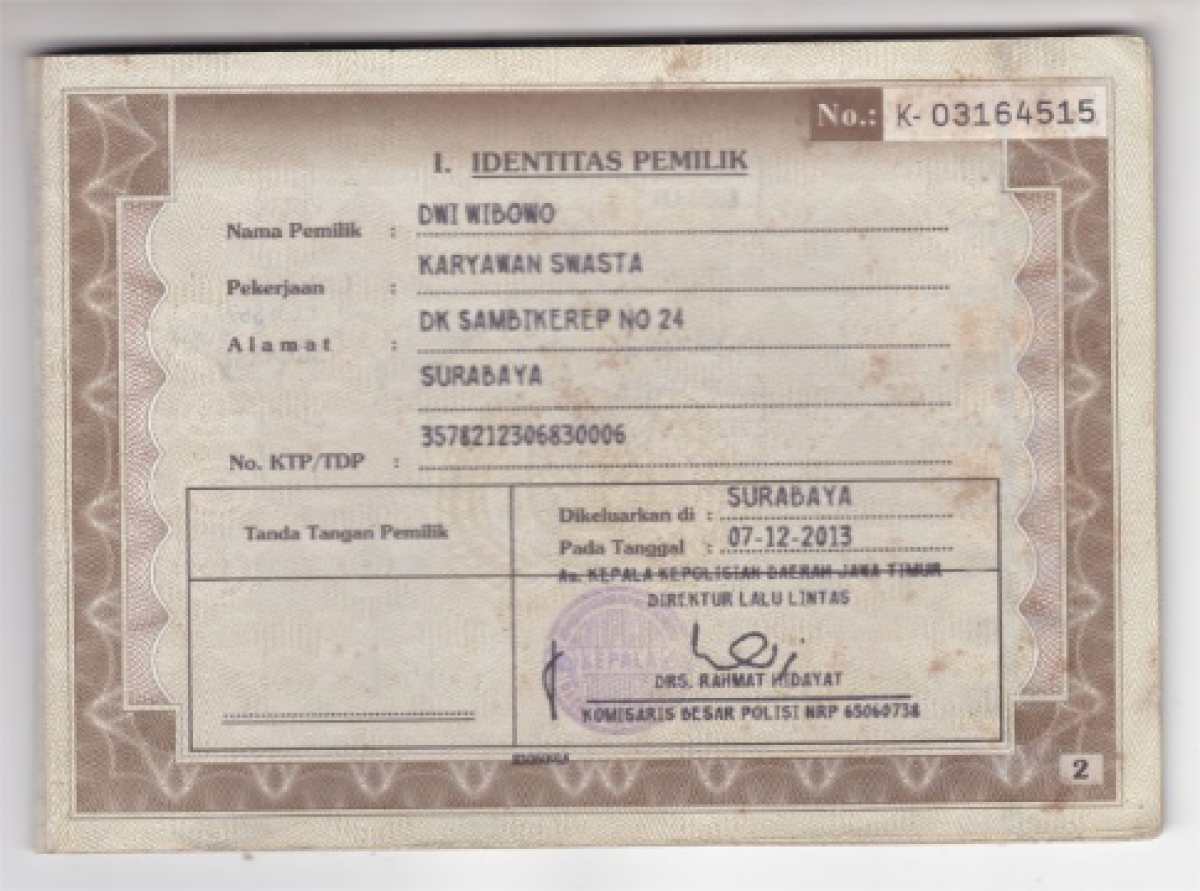 No.: K-03164515
I. IDENTITAS PEMILIK
Nama Pemilik : DWI WIBOWO
Pekerjaan : KARYAWAN SWASTA
Alamat : DK SAMBIKEREP NO 24
SURABAYA
No. KTP/TDP : 3578212306830006
Tanda Tangan Pemilik
Dikeluarkan di : SURABAYA
Pada Tanggal : 07-12-2013
An. KEPALA KEPOLISIAN DAERAH JAWA TIMUR
DIREKTUR LALU LINTAS
KEPALA
DRS. RAHMAT HIDAYAT
KOMISARIS BESAR POLISI NRP 65060738
2